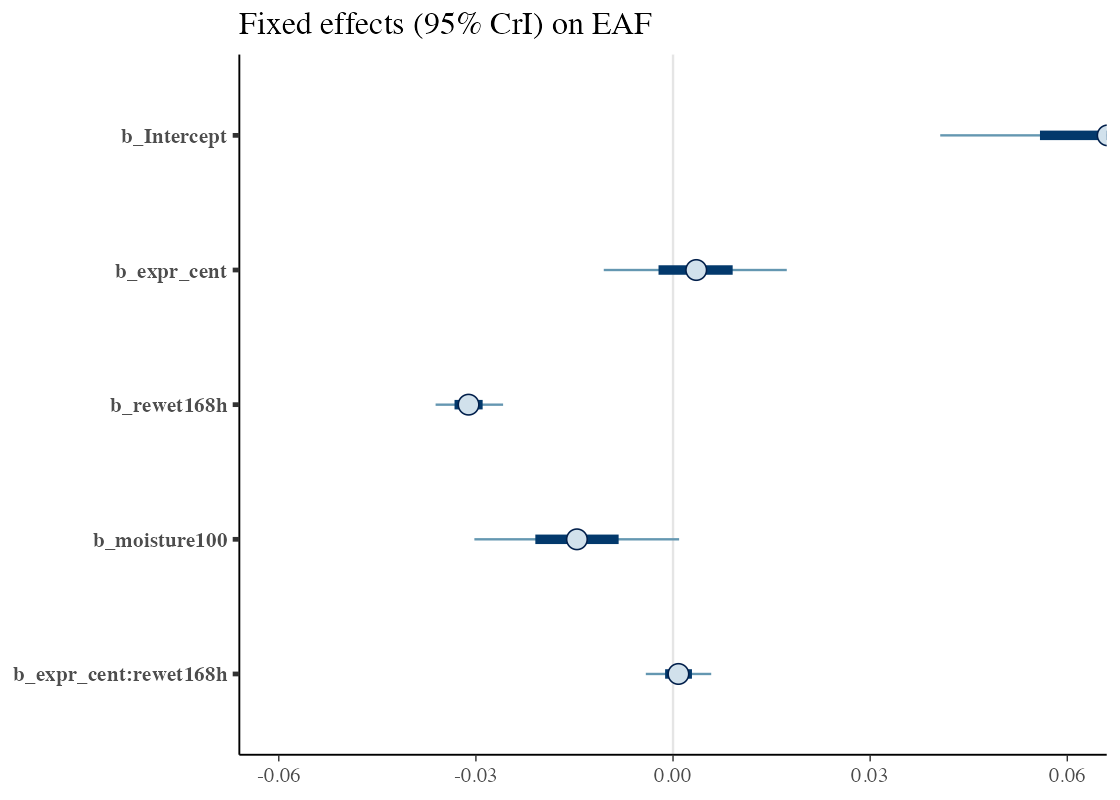 Fixed effects (95% CrI) on EAF
b_Intercept
b_expr_cent
b_rewet168h
b_moisture100
b_expr_cent:rewet168h
-0.06 -0.03 0.00 0.03 0.06